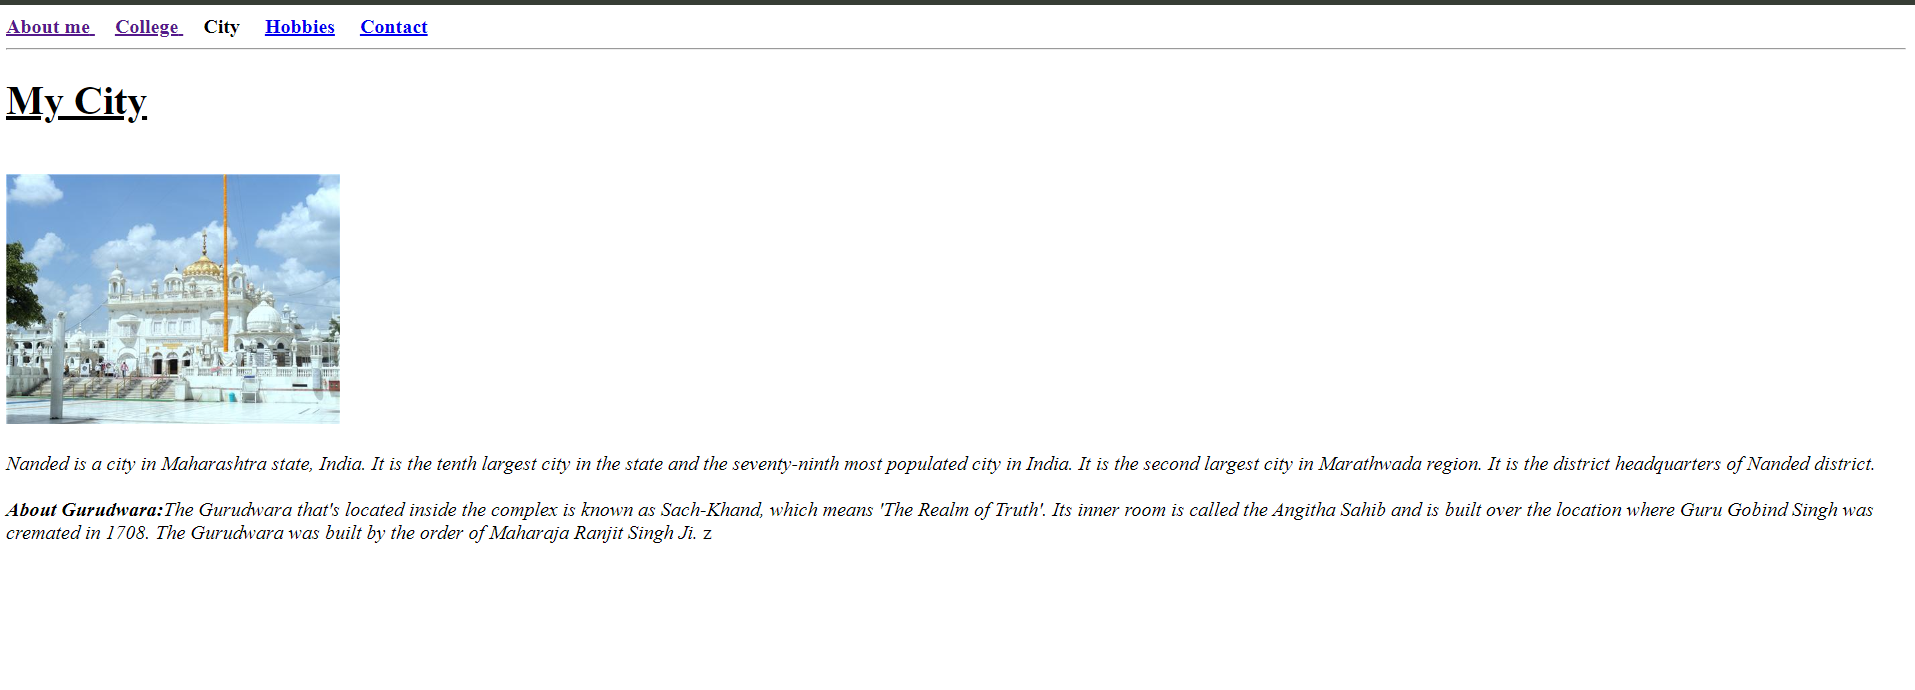 About me College City Hobbies Contact
My City
Nanded is a city in Maharashtra state, India. It is the tenth largest city in the state and the seventy-ninth most populated city in India. It is the second largest city in Marathwada region. It is the district headquarters of Nanded district.
About Gurudwara:The Gurudwara that's located inside the complex is known as Sach-Khand, which means 'The Realm of Truth'. Its inner room is called the Angitha Sahib and is built over the location where Guru Gobind Singh was
cremated in 1708. The Gurudwara was built by the order of Maharaja Ranjit Singh Ji. z